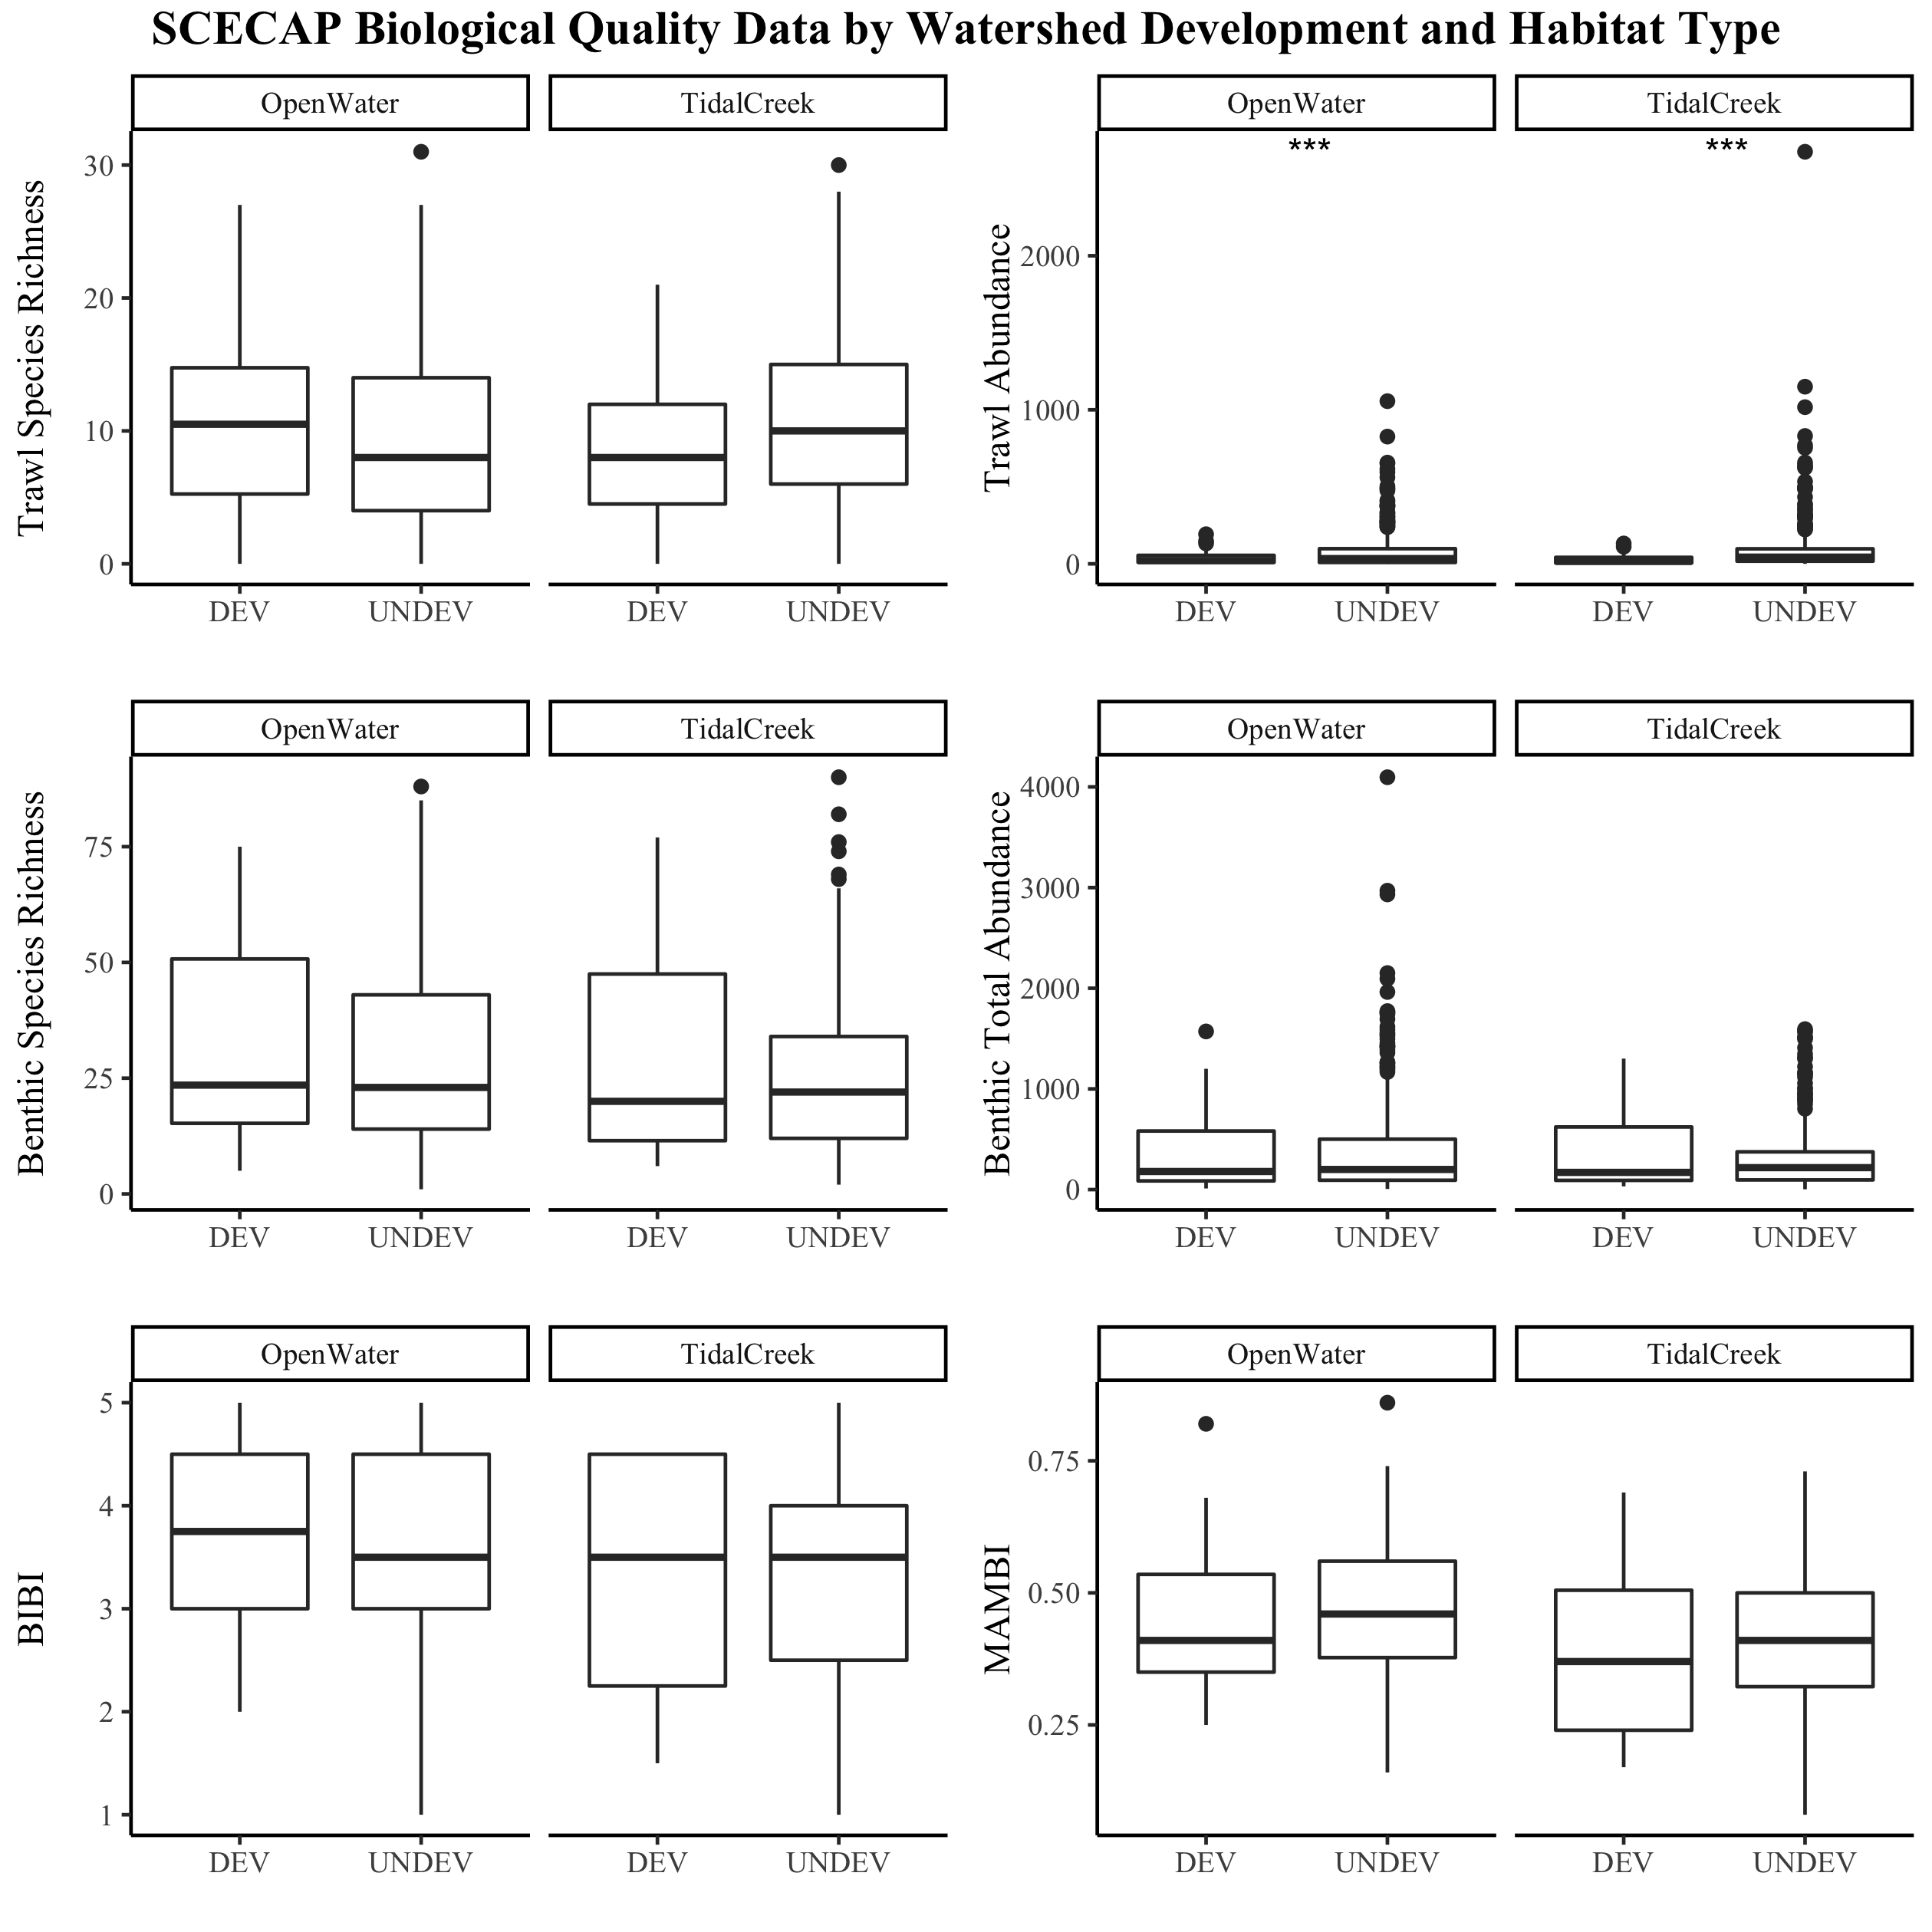 SCECAP Biological Quality Data by Watershed Development and Habitat Type
OpenWater
TidalCreek
Trawl Species Richness
30
20
10
0
DEV
UNDEV
DEV
UNDEV
OpenWater
TidalCreek
***
***
Trawl Abundance
2000
1000
0
DEV
UNDEV
DEV
UNDEV
OpenWater
TidalCreek
Benthic Species Richness
75
50
25
0
DEV
UNDEV
DEV
UNDEV
OpenWater
TidalCreek
Benthic Total Abundance
4000
3000
2000
1000
0
DEV
UNDEV
DEV
UNDEV
OpenWater
TidalCreek
BIBI
5
4
3
2
1
DEV
UNDEV
DEV
UNDEV
OpenWater
TidalCreek
MAMBI
0.75
0.50
0.25
DEV
UNDEV
DEV
UNDEV